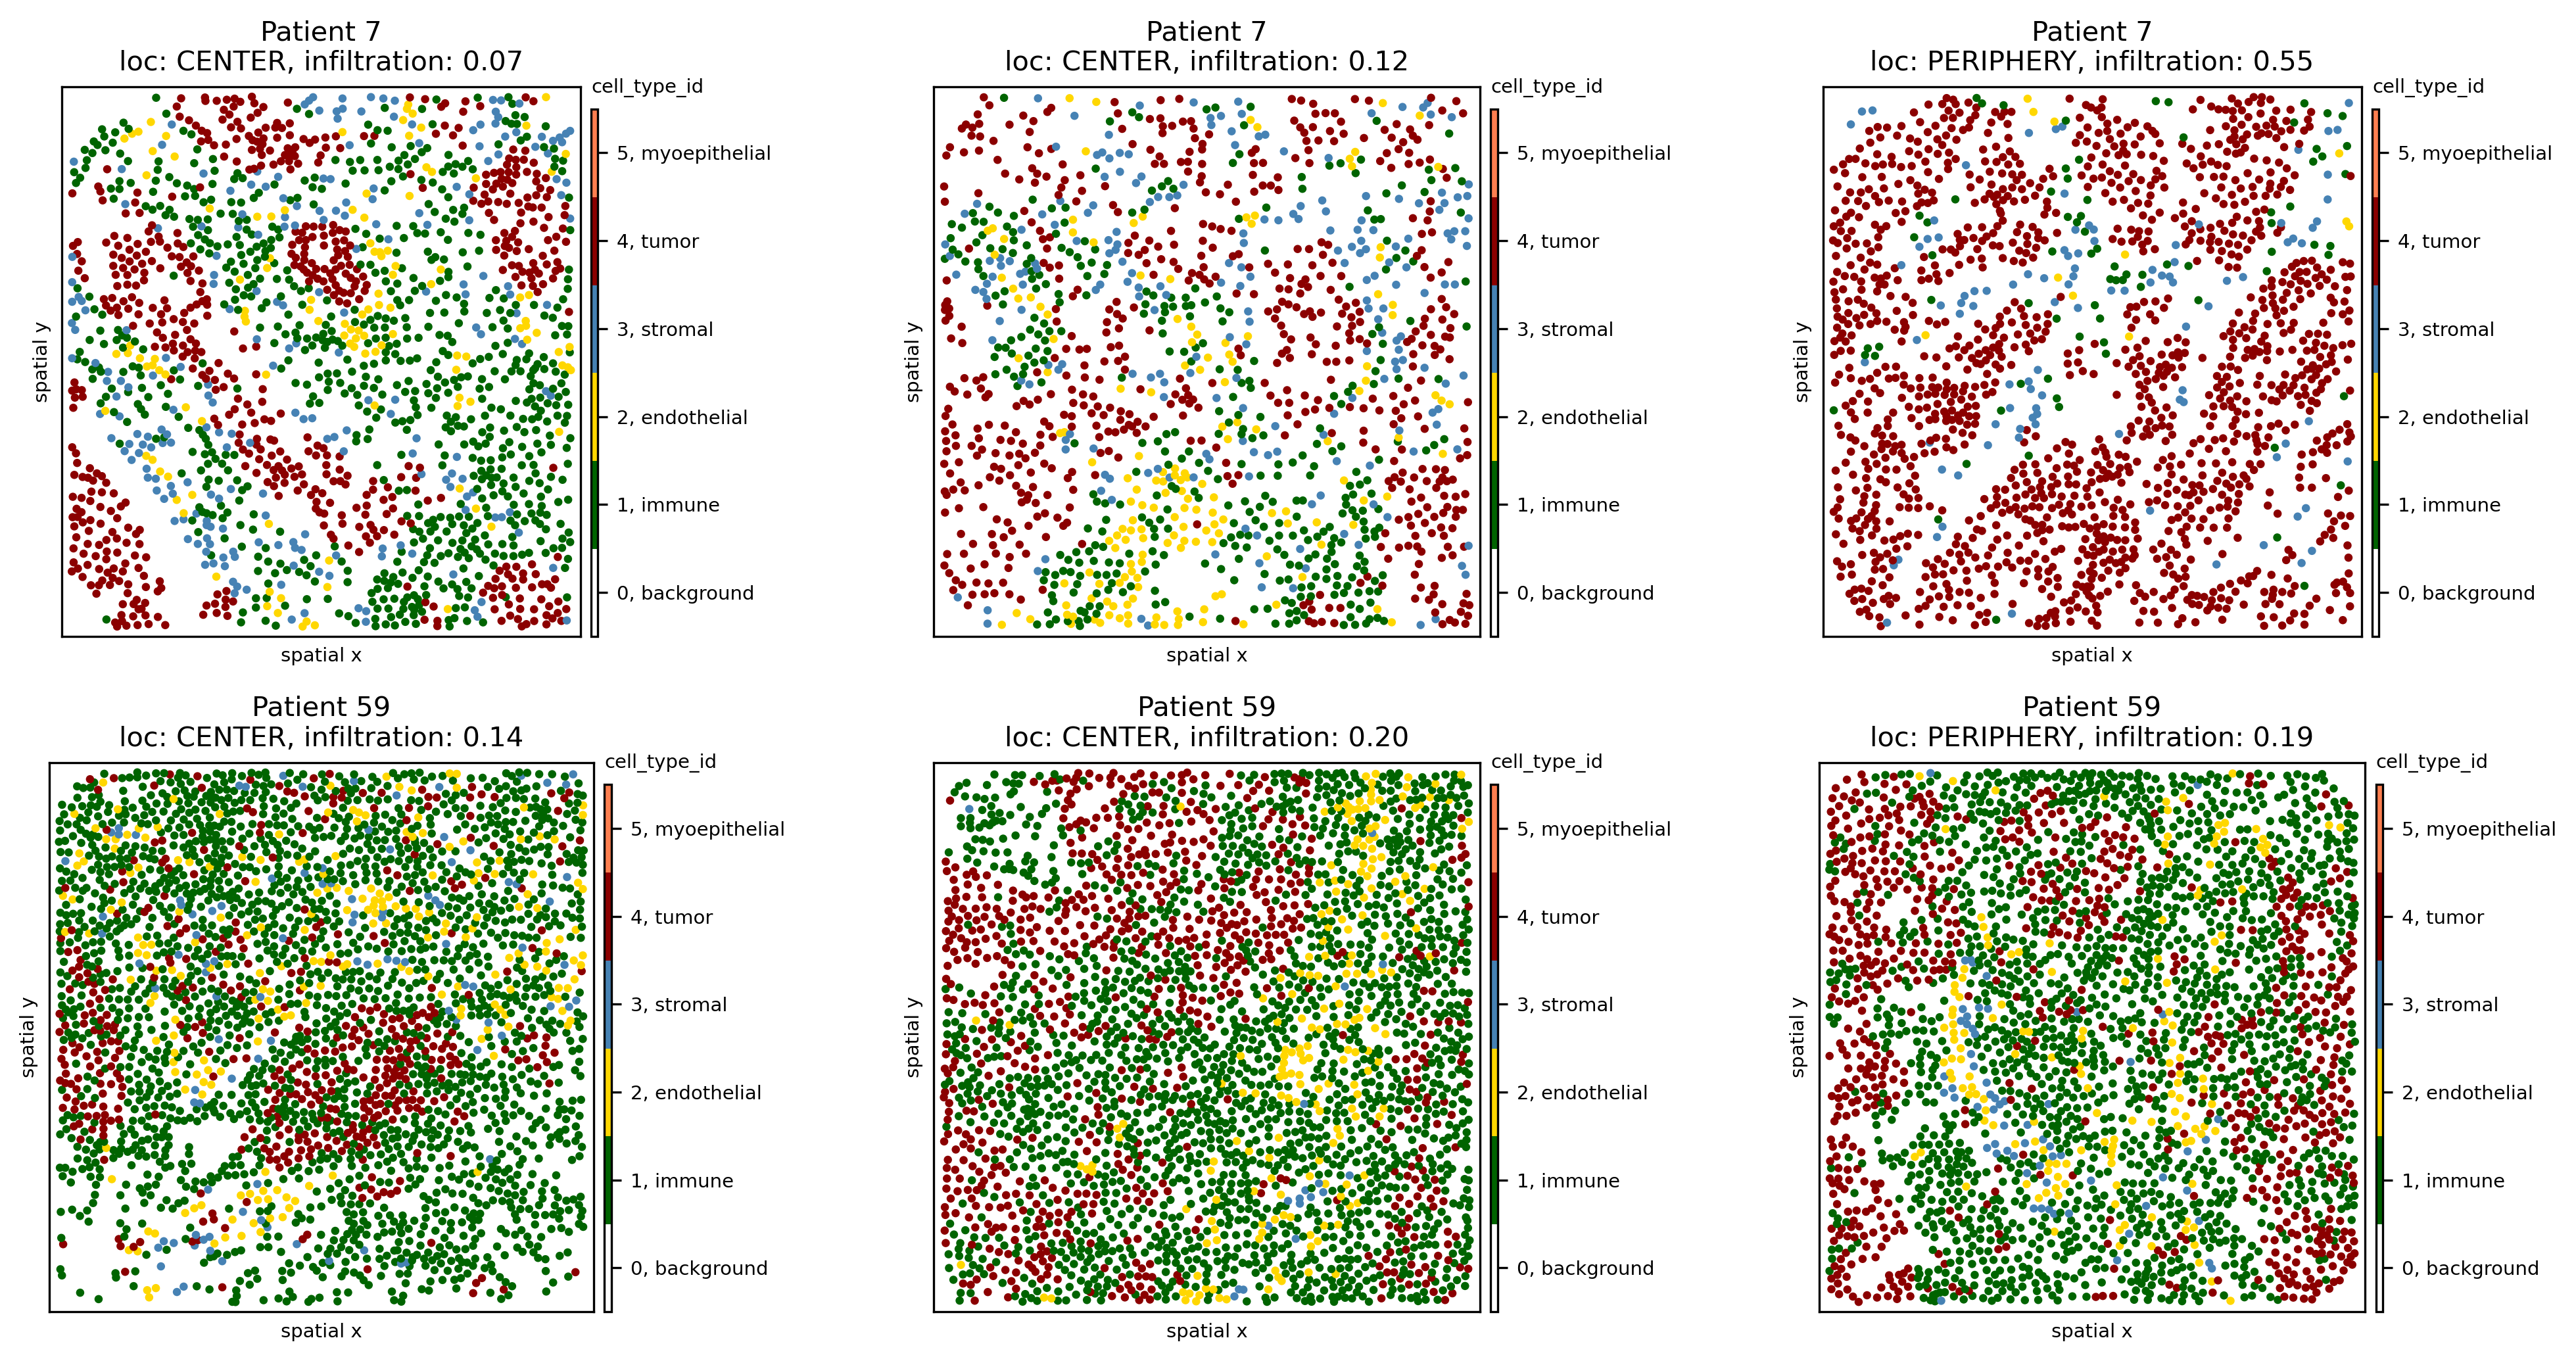 Patient 7
loc: CENTER, infiltration: 0.07
cell_type_id
5, myoepithelial
4, tumor
3, stromal
2, endothelial
1, immune
0, background
spatial y
spatial x
Patient 7
loc: CENTER, infiltration: 0.12
cell_type_id
5, myoepithelial
4, tumor
3, stromal
2, endothelial
1, immune
0, background
spatial y
spatial x
Patient 7
loc: PERIPHERY, infiltration: 0.55
cell_type_id
5, myoepithelial
4, tumor
3, stromal
2, endothelial
1, immune
0, background
spatial y
spatial x
Patient 59
loc: CENTER, infiltration: 0.14
cell_type_id
5, myoepithelial
4, tumor
3, stromal
2, endothelial
1, immune
0, background
spatial y
spatial x
Patient 59
loc: CENTER, infiltration: 0.20
cell_type_id
5, myoepithelial
4, tumor
3, stromal
2, endothelial
1, immune
0, background
spatial y
spatial x
Patient 59
loc: PERIPHERY, infiltration: 0.19
cell_type_id
5, myoepithelial
4, tumor
3, stromal
2, endothelial
1, immune
0, background
spatial y
spatial x